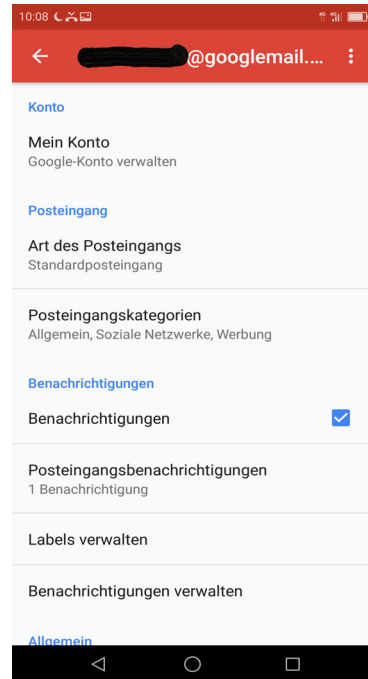 10:08
@googlemail....
Konto
Mein Konto
Google-Konto verwalten
Posteingang
Art des Posteingangs
Standardposteingang
Posteingangskategorien
Allgemein, Soziale Netzwerke, Werbung
Benachrichtigungen
Benachrichtigungen
Posteingangsbenachrichtigungen
1 Benachrichtigung
Labels verwalten
Benachrichtigungen verwalten
Allgemein